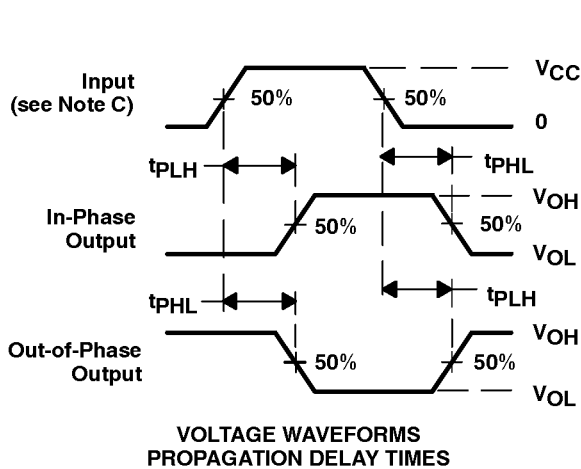 VCC
Input
(see Note C)
50%
50%
0
tPLH
tPHL
VOH
In-Phase
Output
50%
50%
VOL
tPHL
tPLH
VOH
Out-of-Phase
Output
50%
50%
VOL
VOLTAGE WAVEFORMS
PROPAGATION DELAY TIMES